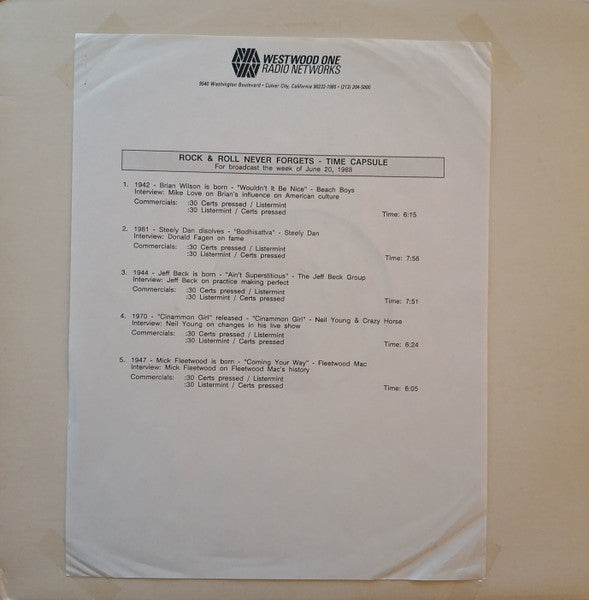 WESTWOOD ONE
RADIO NETWORKS
9540 Washington Boulevard • Culver City, California 90232-1985 • (213) 204-5000
ROCK & ROLL NEVER FORGETS - TIME CAPSULE
For broadcast the week of June 20, 1988
1. 1942 - Brian Wilson is born - "Wouldn't It Be Nice" - Beach Boys
Interview: Mike Love on Brian's influence on American culture
Commercials: :30 Certs pressed / Listermint
:30 Listermint / Certs pressed
Time: 6:15
2. 1981 - Steely Dan disolves - "Bodhisattva" - Steely Dan
Interview: Donald Fagen on fame
Commercials: :30 Certs pressed / Listermint
:30 Listermint / Certs pressed
Time: 7:56
3. 1944 - Jeff Beck is born - "Ain't Superstitious" - The Jeff Beck Group
Interview: Jeff Beck on practice making perfect
Commercials: :30 Certs pressed / Listermint
:30 Listermint / Certs pressed
Time: 7:51
4. 1970 - "Cinammon Girl" released - "Cinammon Girl" - Neil Young & Crazy Horse
Interview: Neil Young on changes in his live show
Commercials: :30 Certs pressed / Listermint
:30 Listermint / Certs pressed
Time: 6:24
5. 1947 - Mick Fleetwood is born - "Coming Your Way" - Fleetwood Mac
Interview: Mick Fleetwood on Fleetwood Mac's history
Commercials: :30 Certs pressed / Listermint
:30 Listermint / Certs pressed
Time: 6:05